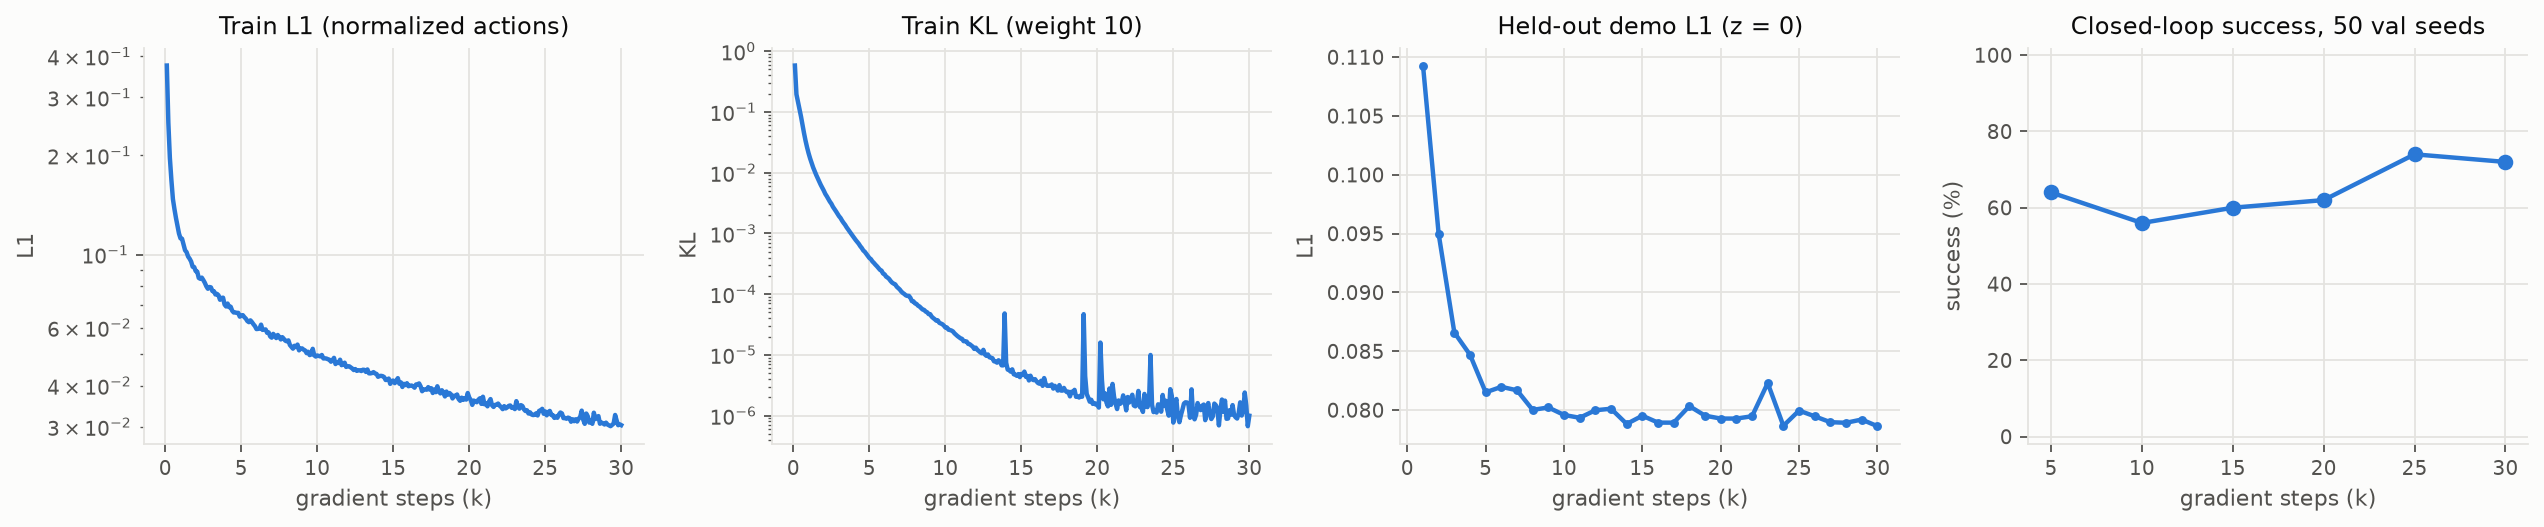 Train L1 (normalized actions)
L1
4 × 10⁻¹
3 × 10⁻¹
2 × 10⁻¹
10⁻¹
6 × 10⁻²
4 × 10⁻²
3 × 10⁻²
0 5 10 15 20 25 30
gradient steps (k)
Train KL (weight 10)
KL
10⁰
10⁻¹
10⁻²
10⁻³
10⁻⁴
10⁻⁵
10⁻⁶
0 5 10 15 20 25 30
gradient steps (k)
Held-out demo L1 (z = 0)
L1
0.110
0.105
0.100
0.095
0.090
0.085
0.080
0 5 10 15 20 25 30
gradient steps (k)
Closed-loop success, 50 val seeds
success (%)
100
80
60
40
20
0
5 10 15 20 25 30
gradient steps (k)